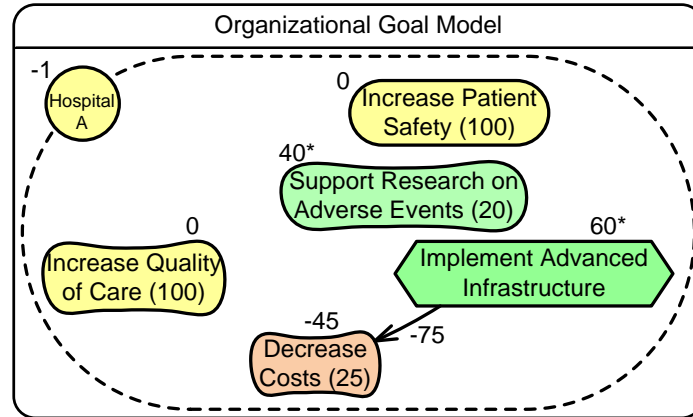 Organizational Goal Model
-1
Hospital
A
0
Increase Patient
Safety (100)
40*
Support Research on
Adverse Events (20)
0
Increase Quality
of Care (100)
60*
Implement Advanced
Infrastructure
-45
-75
Decrease
Costs (25)